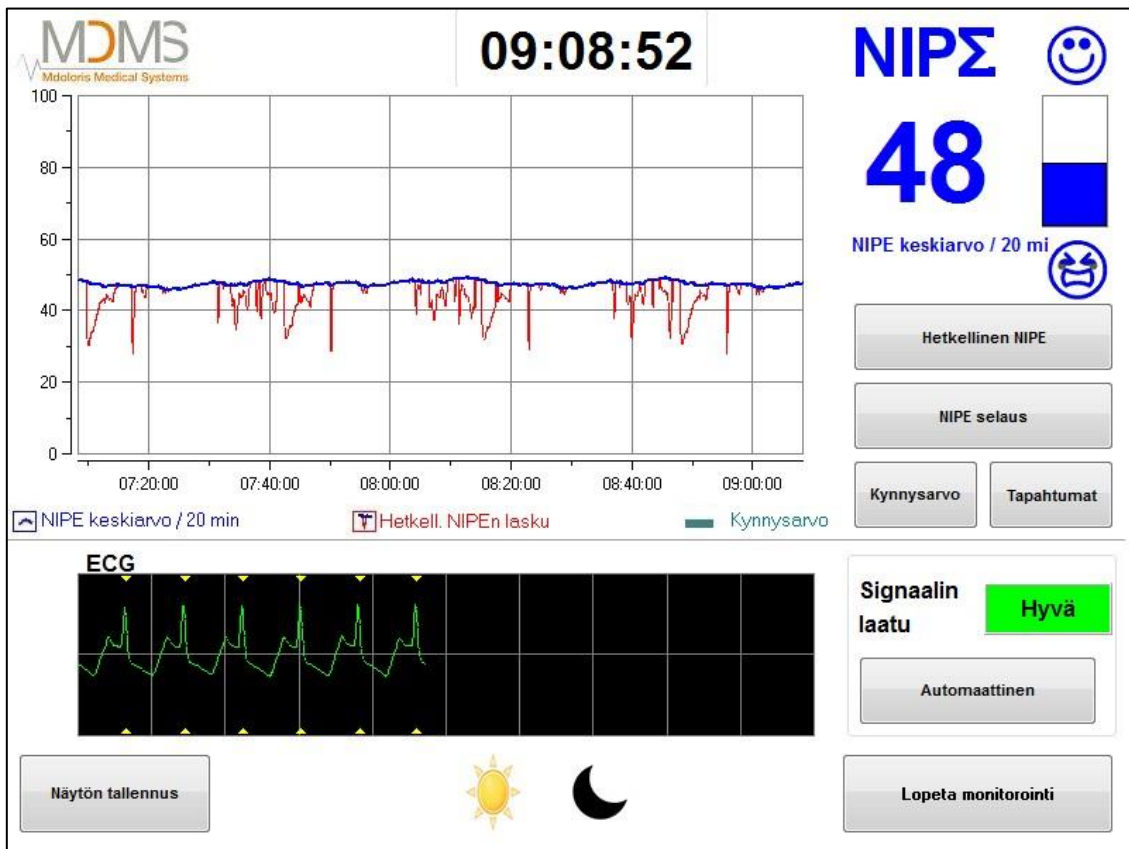 MDMS
Mdoloris Medical Systems
09:08:52
NIPΣ
48
NIPE keskiarvo / 20 mi
100
80
60
40
20
0
07:20:00 07:40:00 08:00:00 08:20:00 08:40:00 09:00:00
NIPE keskiarvo / 20 min Hetkell. NIPEn lasku Kynnysarvo
Hetkellinen NIPE
NIPE selaus
Kynnysarvo Tapahtumat
ECG
Signaalin
laatu
Hyvä
Automaattinen
Näytön tallennus
Lopeta monitorointi